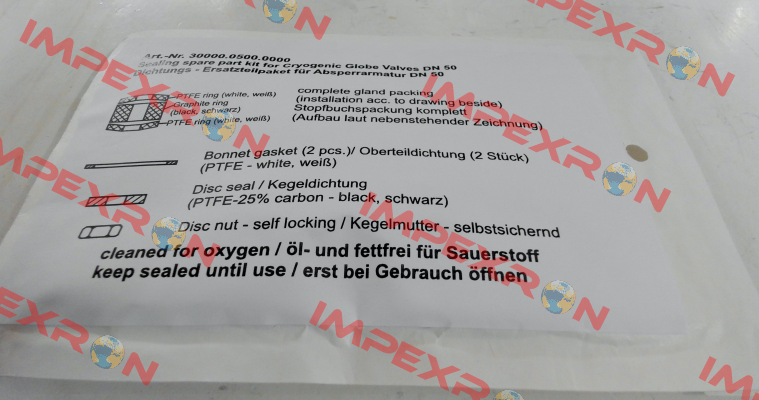 Art.-Nr. 30000.0500.0000
Sealing spare part kit for Cryogenic Globe Valves DN 50
Dichtungs - Ersatzteilpaket für Absperrarmatur DN 50
PTFE ring (white, weiß)
Graphite ring
(black, schwarz)
PTFE ring (white, weiß)
complete gland packing
(installation acc. to drawing beside)
Stopfbuchspackung komplett
(Aufbau laut nebenstehender Zeichnung)
Bonnet gasket (2 pcs.)/ Oberteildichtung (2 Stück)
(PTFE - white, weiß)
Disc seal / Kegeldichtung
(PTFE-25% carbon - black, schwarz)
Disc nut - self locking / Kegelmutter - selbstsichernd
cleaned for oxygen / öl- und fettfrei für Sauerstoff
keep sealed until use / erst bei Gebrauch öffnen
IMPEXRON
IMPEXRON
IMPEXRON
IMPEXRON
IMPEXRON